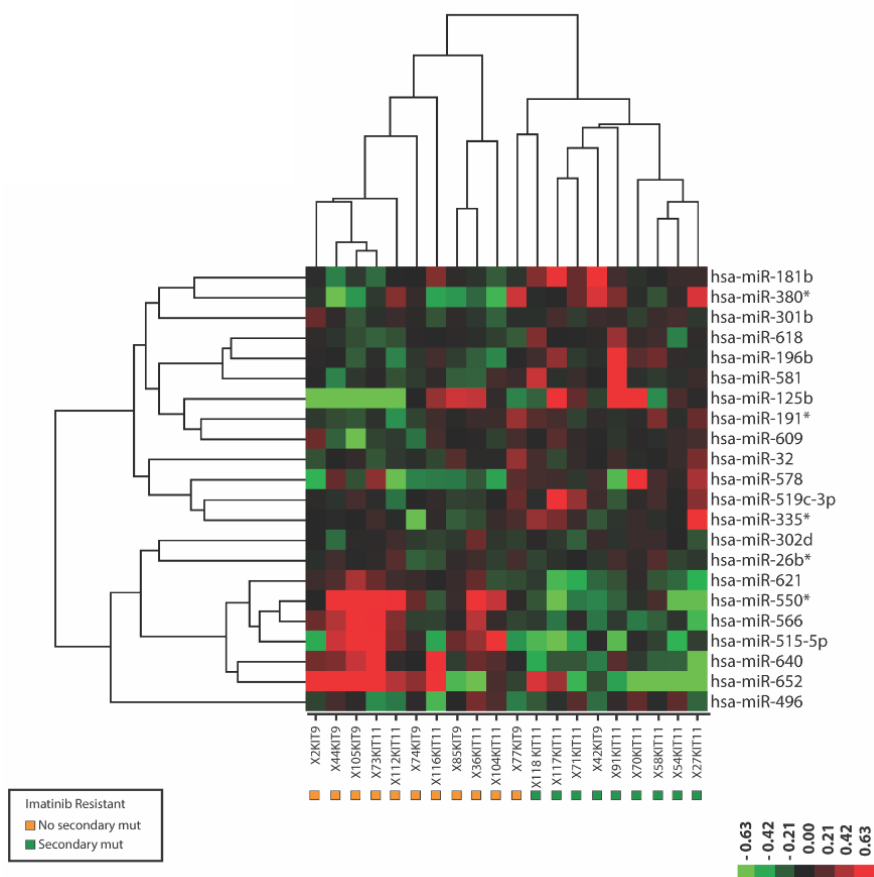 hsa-miR-181b
hsa-miR-380*
hsa-miR-301b
hsa-miR-618
hsa-miR-196b
hsa-miR-581
hsa-miR-125b
hsa-miR-191*
hsa-miR-609
hsa-miR-32
hsa-miR-578
hsa-miR-519c-3p
hsa-miR-335*
hsa-miR-302d
hsa-miR-26b*
hsa-miR-621
hsa-miR-550*
hsa-miR-566
hsa-miR-515-5p
hsa-miR-640
hsa-miR-652
hsa-miR-496
X2KIT9
X44KIT9
X105KIT9
X73KIT11
X112KIT11
X74KIT9
X116KIT11
X85KIT9
X36KIT11
X104KIT11
X77KIT9
X118 KIT11
X117KIT11
X71KIT11
X42KIT9
X91KIT11
X70KIT11
X58KIT11
X54KIT11
X27KIT11
Imatinib Resistant
No secondary mut
Secondary mut
- 0.63
- 0.42
- 0.21
0.00
0.21
0.42
0.63